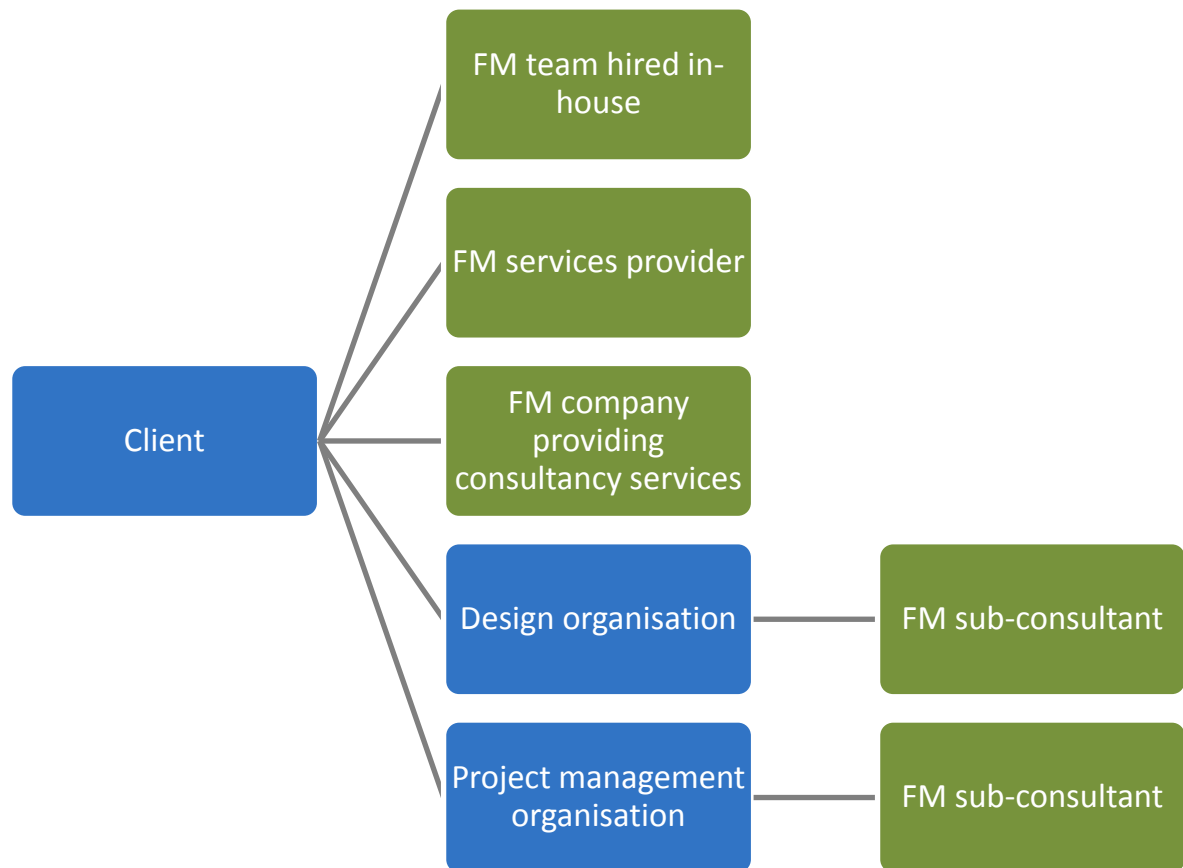 FM team hired in-
house
FM services provider
Client
FM company
providing
consultancy services
Design organisation
FM sub-consultant
Project management
organisation
FM sub-consultant